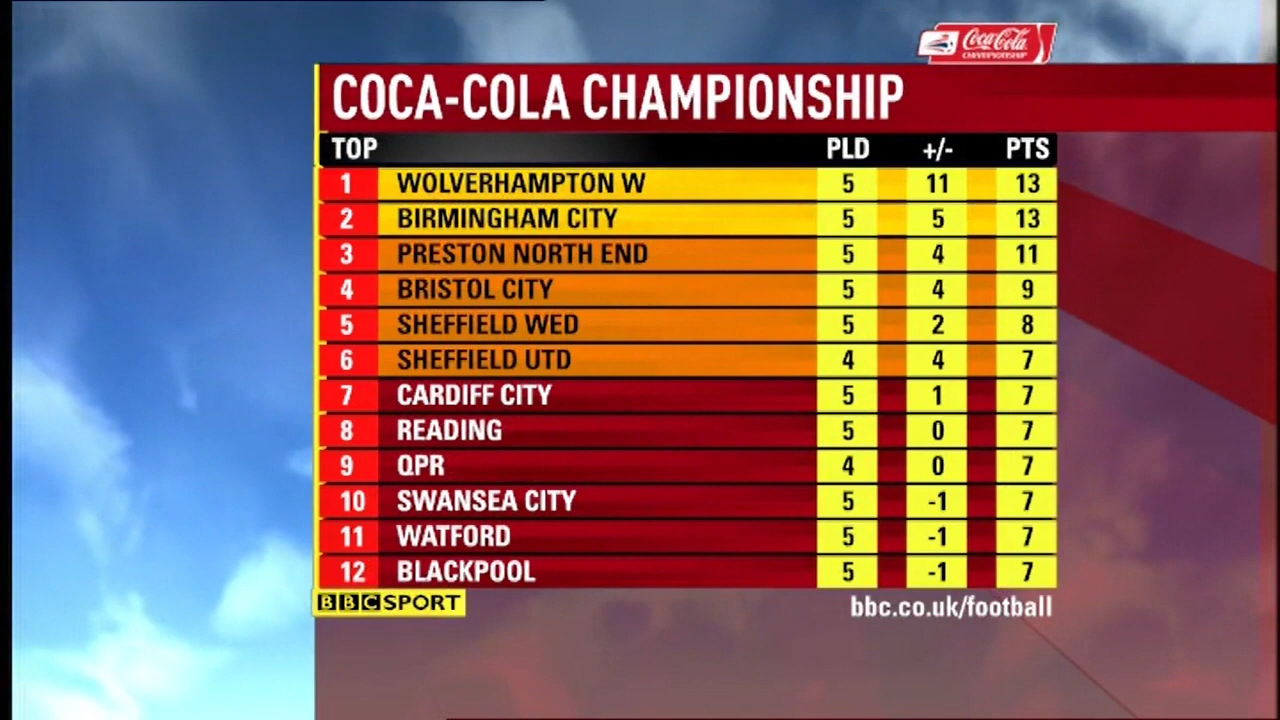 Coca-Cola
CHAMPIONSHIP
COCA-COLA CHAMPIONSHIP
TOP PLD +/- PTS
1 WOLVERHAMPTON W 5 11 13
2 BIRMINGHAM CITY 5 5 13
3 PRESTON NORTH END 5 4 11
4 BRISTOL CITY 5 4 9
5 SHEFFIELD WED 5 2 8
6 SHEFFIELD UTD 4 4 7
7 CARDIFF CITY 5 1 7
8 READING 5 0 7
9 QPR 4 0 7
10 SWANSEA CITY 5 -1 7
11 WATFORD 5 -1 7
12 BLACKPOOL 5 -1 7
BBC SPORT bbc.co.uk/football